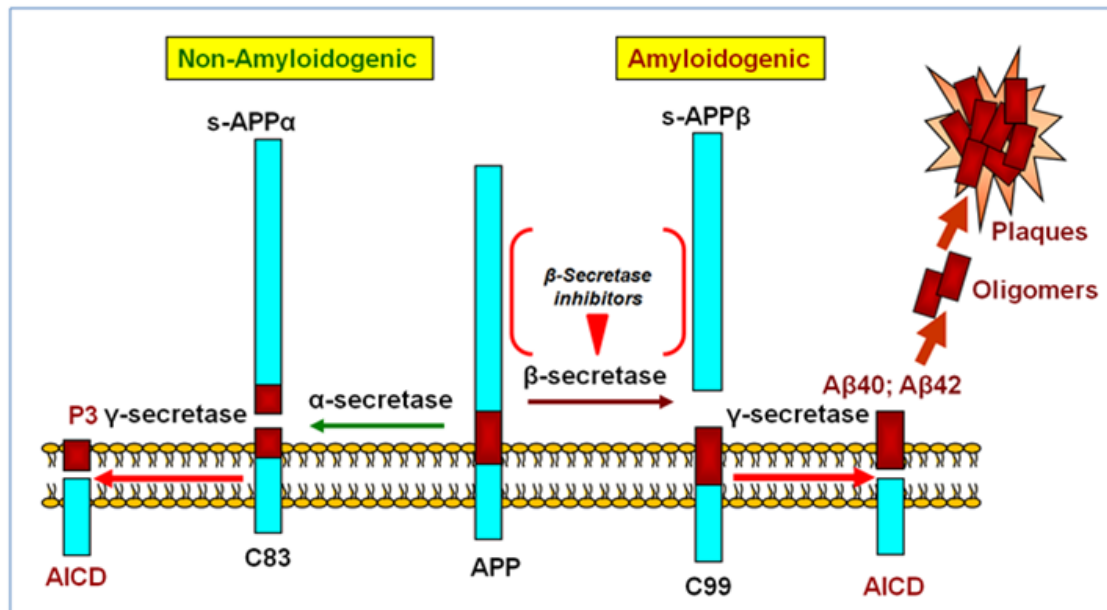 Non-Amyloidogenic
Amyloidogenic
s-APPα
s-APPβ
Plaques
β-Secretase
inhibitors
Oligomers
β-secretase
Aβ40; Aβ42
P3
γ-secretase
α-secretase
γ-secretase
AICD
C83
APP
C99
AICD